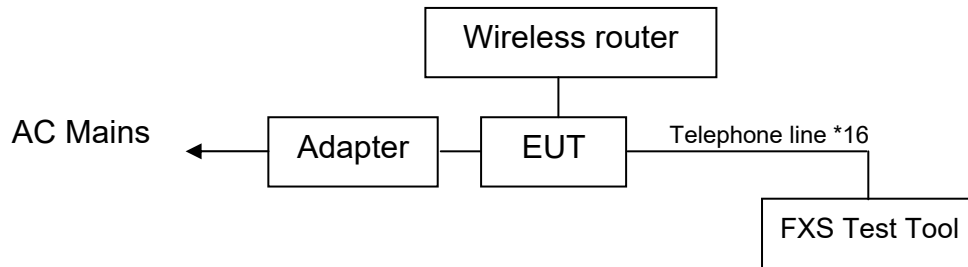 Wireless router
AC Mains
Adapter
EUT
Telephone line *16
FXS Test Tool